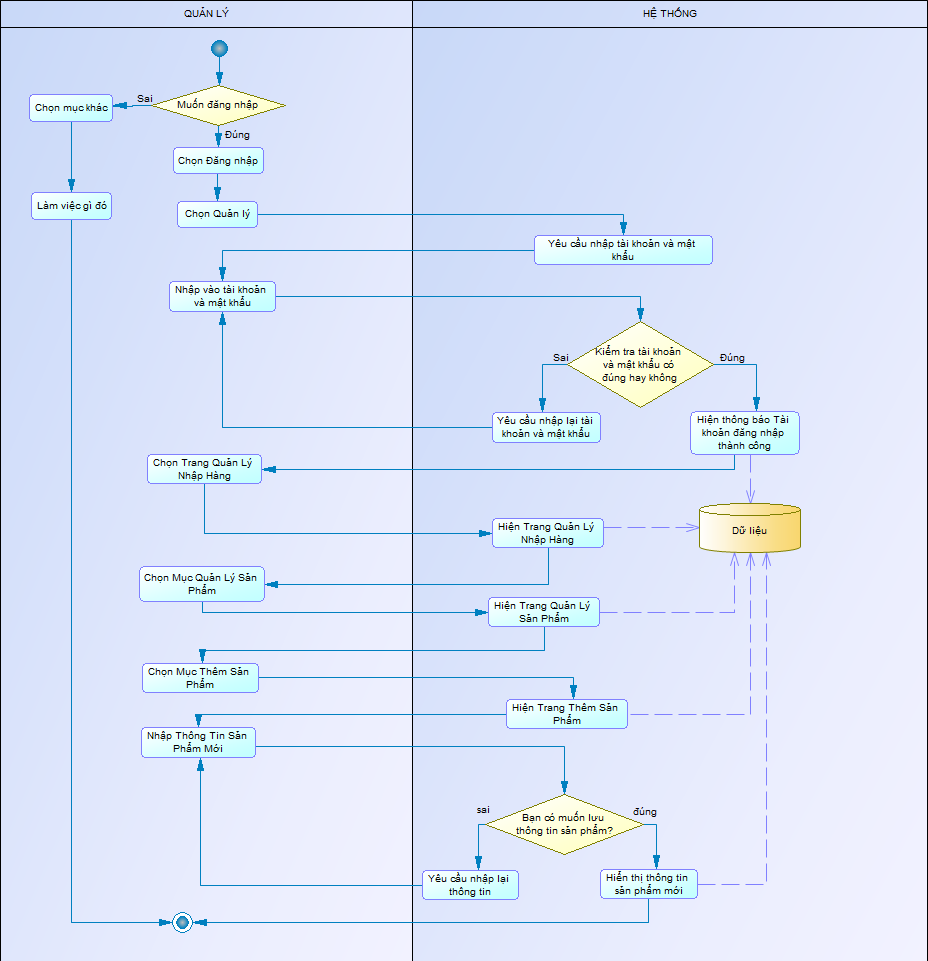 QUẢN LÝ
HỆ THỐNG
Muốn đăng nhập
Sai
Chọn mục khác
Đúng
Chọn Đăng nhập
Làm việc gì đó
Chọn Quản lý
Yêu cầu nhập tài khoản và mật
khẩu
Nhập vào tài khoản
và mật khẩu
Kiểm tra tài khoản
và mật khẩu có
đúng hay không
Sai
Đúng
Yêu cầu nhập lại tài
khoản và mật khẩu
Hiện thông báo Tài
khoản đăng nhập
thành công
Chọn Trang Quản Lý
Nhập Hàng
Hiện Trang Quản Lý
Nhập Hàng
Dữ liệu
Chọn Mục Quản Lý Sản
Phẩm
Hiện Trang Quản Lý
Sản Phẩm
Chọn Mục Thêm Sản
Phẩm
Hiện Trang Thêm Sản
Phẩm
Nhập Thông Tin Sản
Phẩm Mới
sai
đúng
Bạn có muốn lưu
thông tin sản phẩm?
Yêu cầu nhập lại
thông tin
Hiển thị thông tin
sản phẩm mới